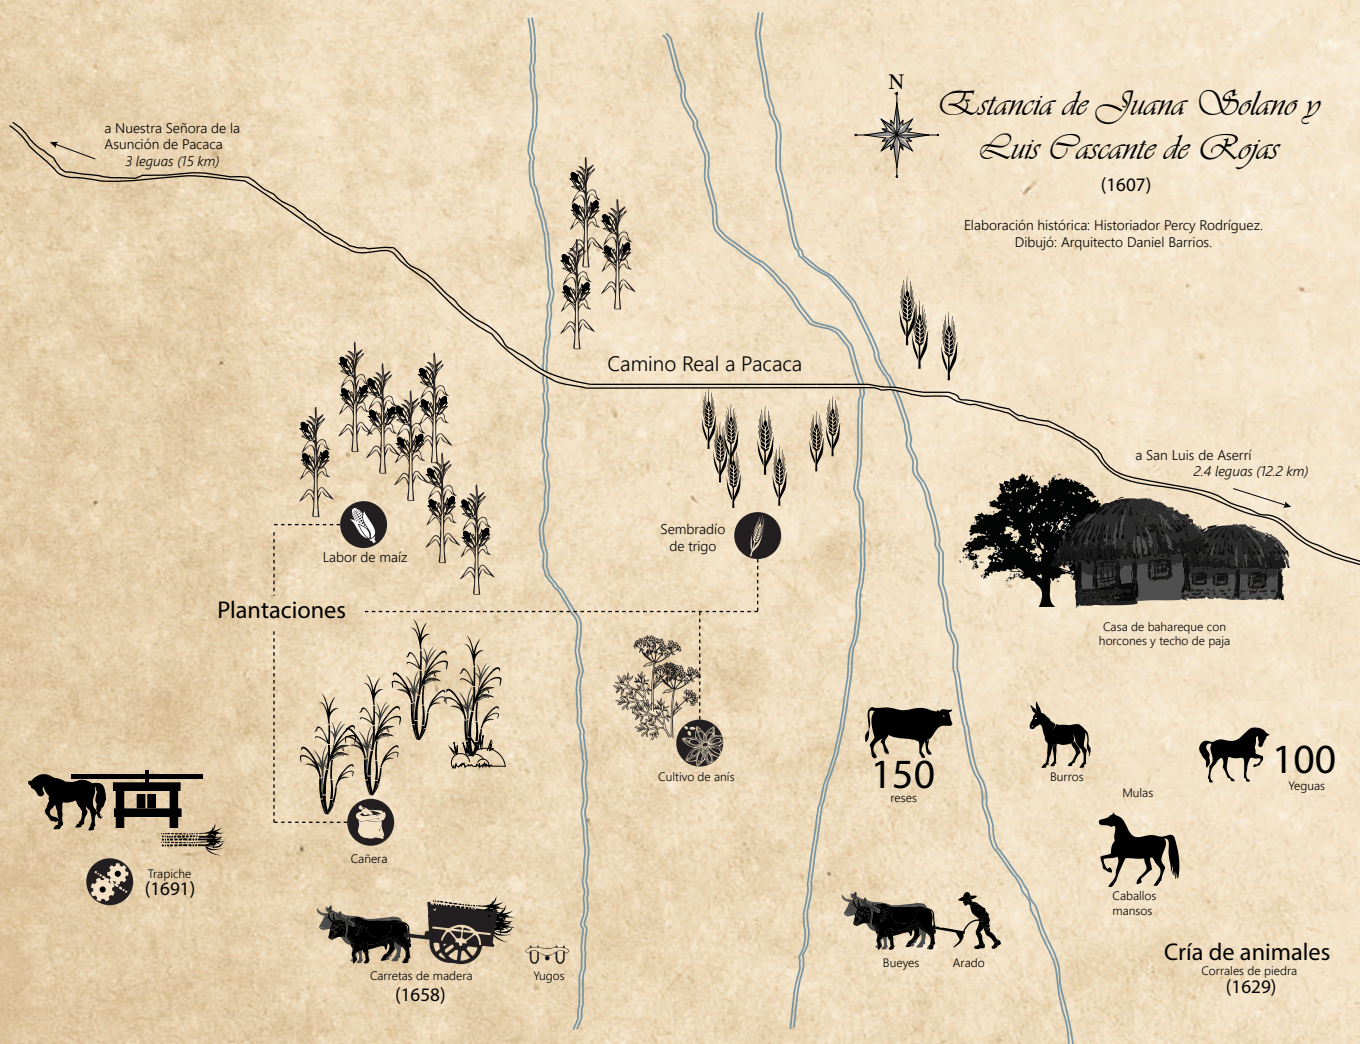 N
Estancia de Juana Solano y
Luis Cascante de Rojas
(1607)
Elaboración histórica: Historiador Percy Rodríguez.
Dibujó: Arquitecto Daniel Barrios.
a Nuestra Señora de la
Asunción de Pacaca
3 leguas (15 km)
Camino Real a Pacaca
a San Luis de Aserrí
2.4 leguas (12.2 km)
Labor de maíz
Sembradío
de trigo
Plantaciones
Casa de bahareque con
horcones y techo de paja
Cultivo de anís
150
reses
Burros
Mulas
100
Yeguas
Cañera
Trapiche
(1691)
Caballos
mansos
Carretas de madera
(1658)
Yugos
Bueyes
Arado
Cría de animales
Corrales de piedra
(1629)